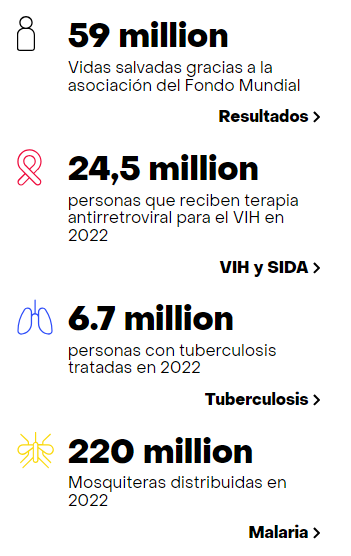 59 million
Vidas salvadas gracias a la
asociación del Fondo Mundial
Resultados
24,5 million
personas que reciben terapia
antirretroviral para el VIH en
2022
VIH y SIDA
6.7 million
personas con tuberculosis
tratadas en 2022
Tuberculosis
220 million
Mosquiteras distribuidas en
2022
Malaria